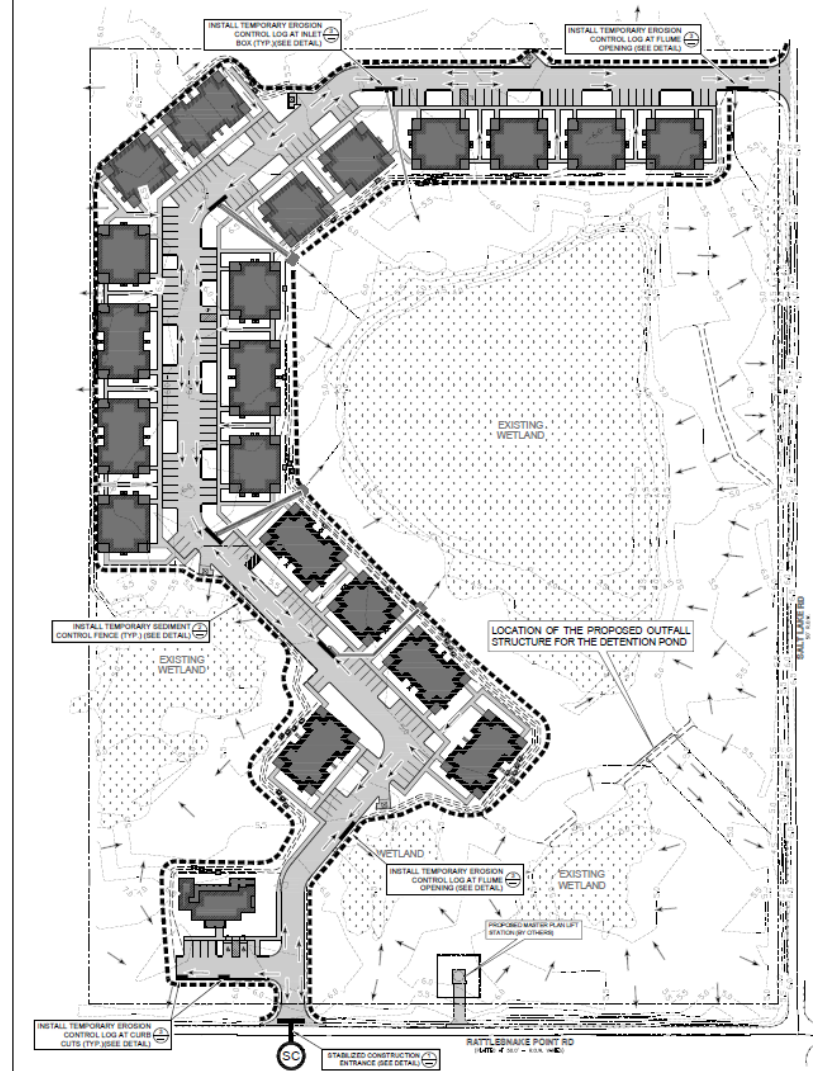 INSTALL TEMPORARY EROSION
CONTROL LOG AT INLET
BOX (TYP.)(SEE DETAIL)
INSTALL TEMPORARY EROSION
CONTROL LOG AT FLUME
OPENING (SEE DETAIL)
EXISTING
WETLAND
INSTALL TEMPORARY SEDIMENT
CONTROL FENCE (TYP.) (SEE DETAIL)
EXISTING
WETLAND
LOCATION OF THE PROPOSED OUTFALL
STRUCTURE FOR THE DETENTION POND
SALT LAKE RD
WETLAND
INSTALL TEMPORARY EROSION
CONTROL LOG AT FLUME
OPENING (SEE DETAIL)
EXISTING
WETLAND
PROPOSED MASTER PLAN LIFT
STATION (BY OTHERS)
INSTALL TEMPORARY EROSION
CONTROL LOG AT CURB
CUTS (TYP.)(SEE DETAIL)
RATTLESNAKE POINT RD
SC
STABILIZED CONSTRUCTION
ENTRANCE (SEE DETAIL)